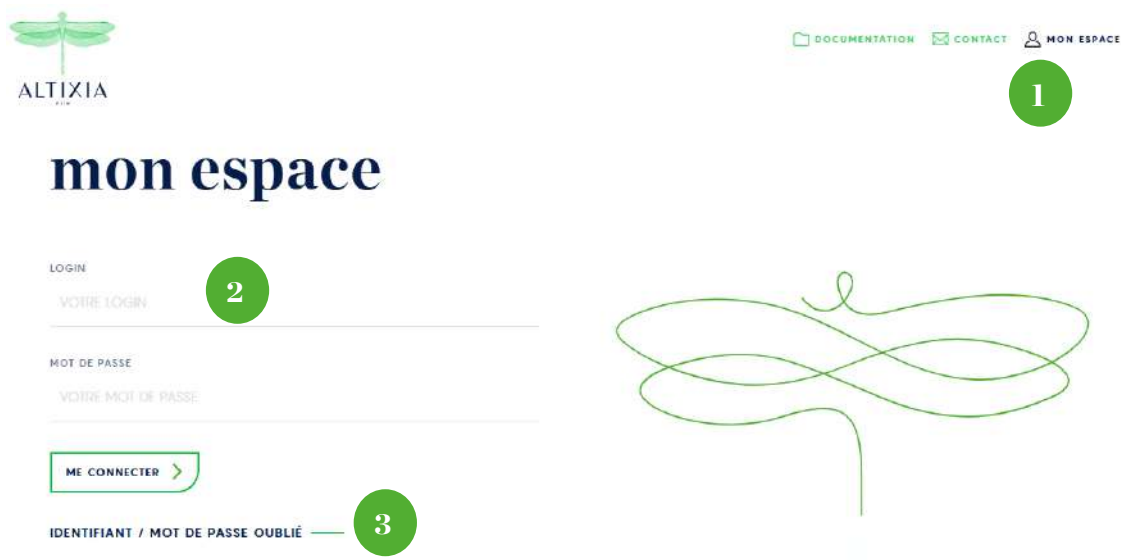 DOCUMENTATION CONTACT MON ESPACE
ALTIXIA
1
mon espace
LOGIN
VOTRE LOGIN
2
MOT DE PASSE
VOTRE MOT DE PASSE
ME CONNECTER
IDENTIFIANT / MOT DE PASSE OUBLIÉ
3